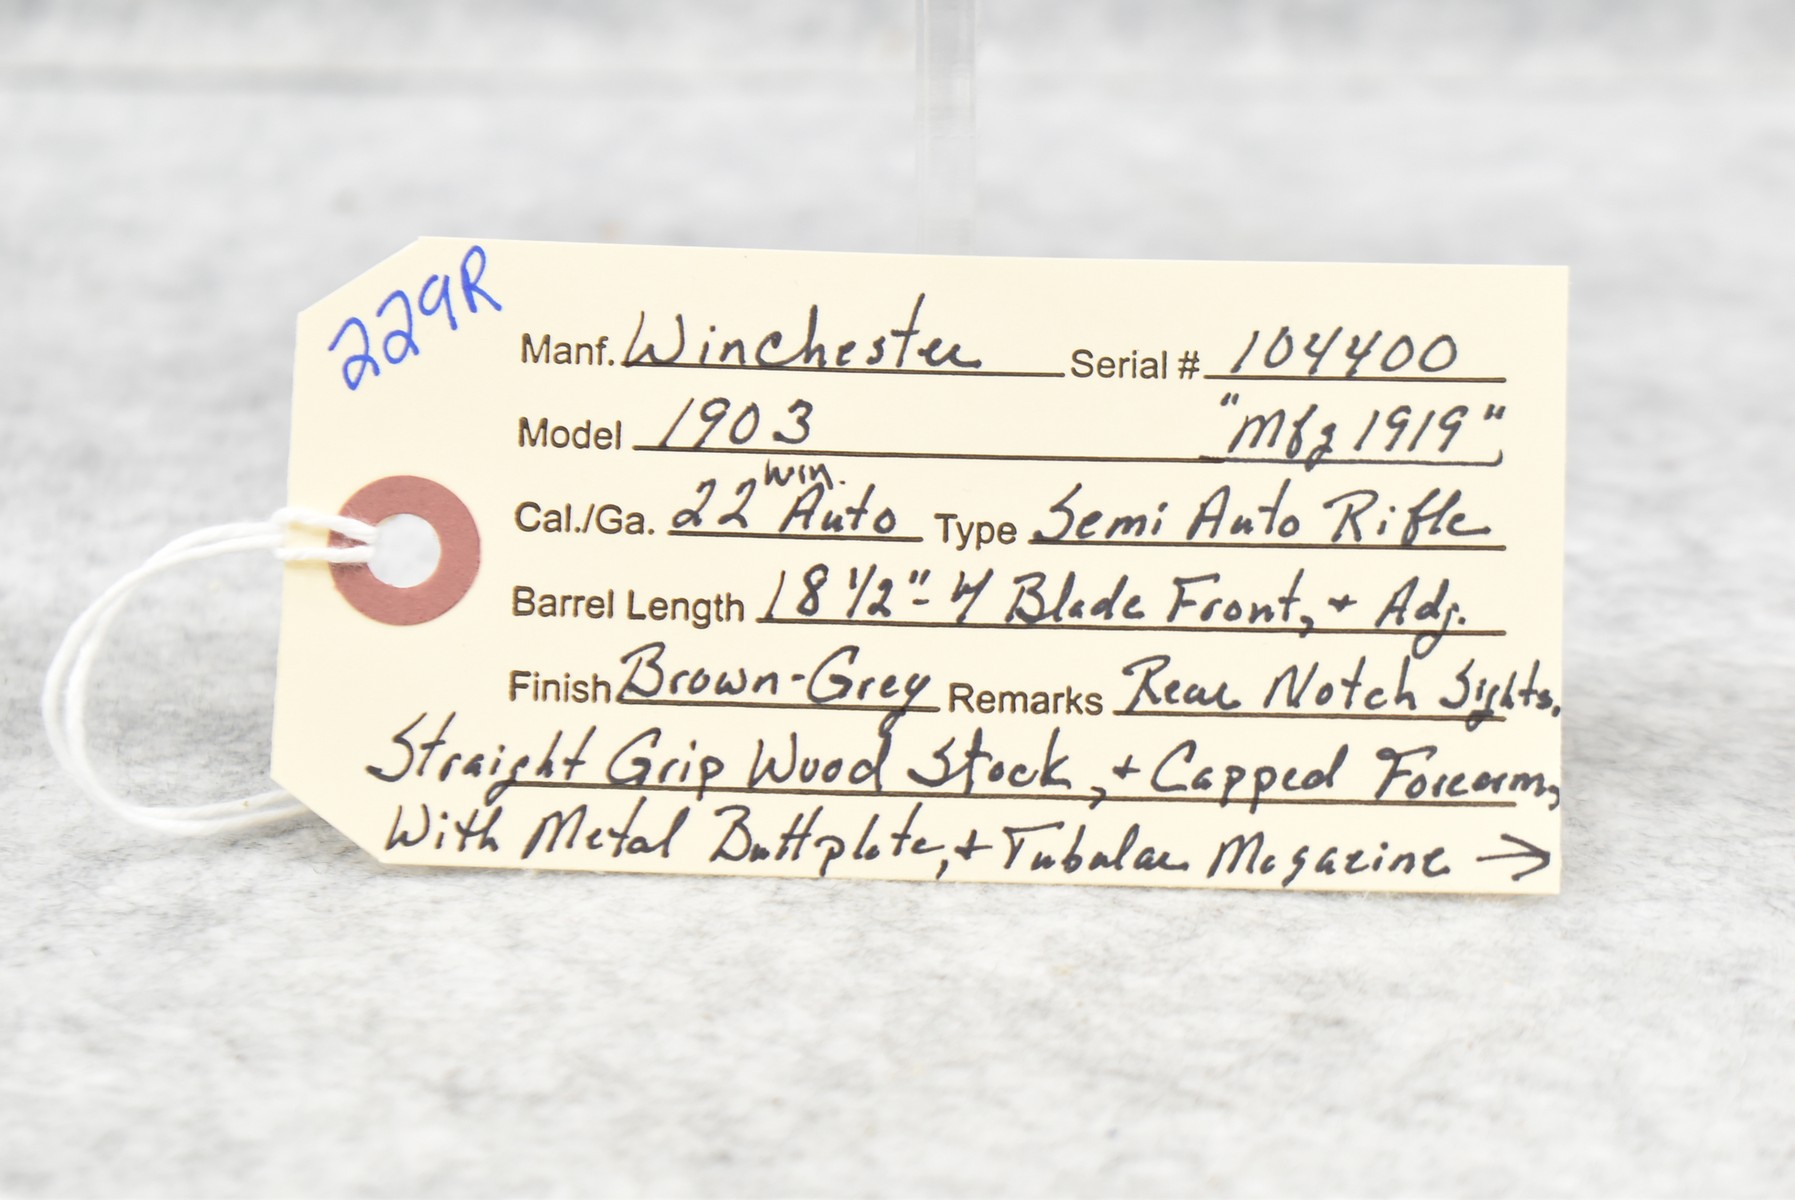 229R
Manf. Winchester Serial # 104400
Model 1903 "Mfg 1919"
Cal./Ga. 22 Win. Auto Type Semi Auto Rifle
Barrel Length 18 1/2"- W/ Blade Front, + Adj.
Finish Brown-Grey Remarks Rear Notch Sights.
Straight Grip Wood Stock, + Capped Forearm,
With Metal Buttplate, + Tubular Magazine →